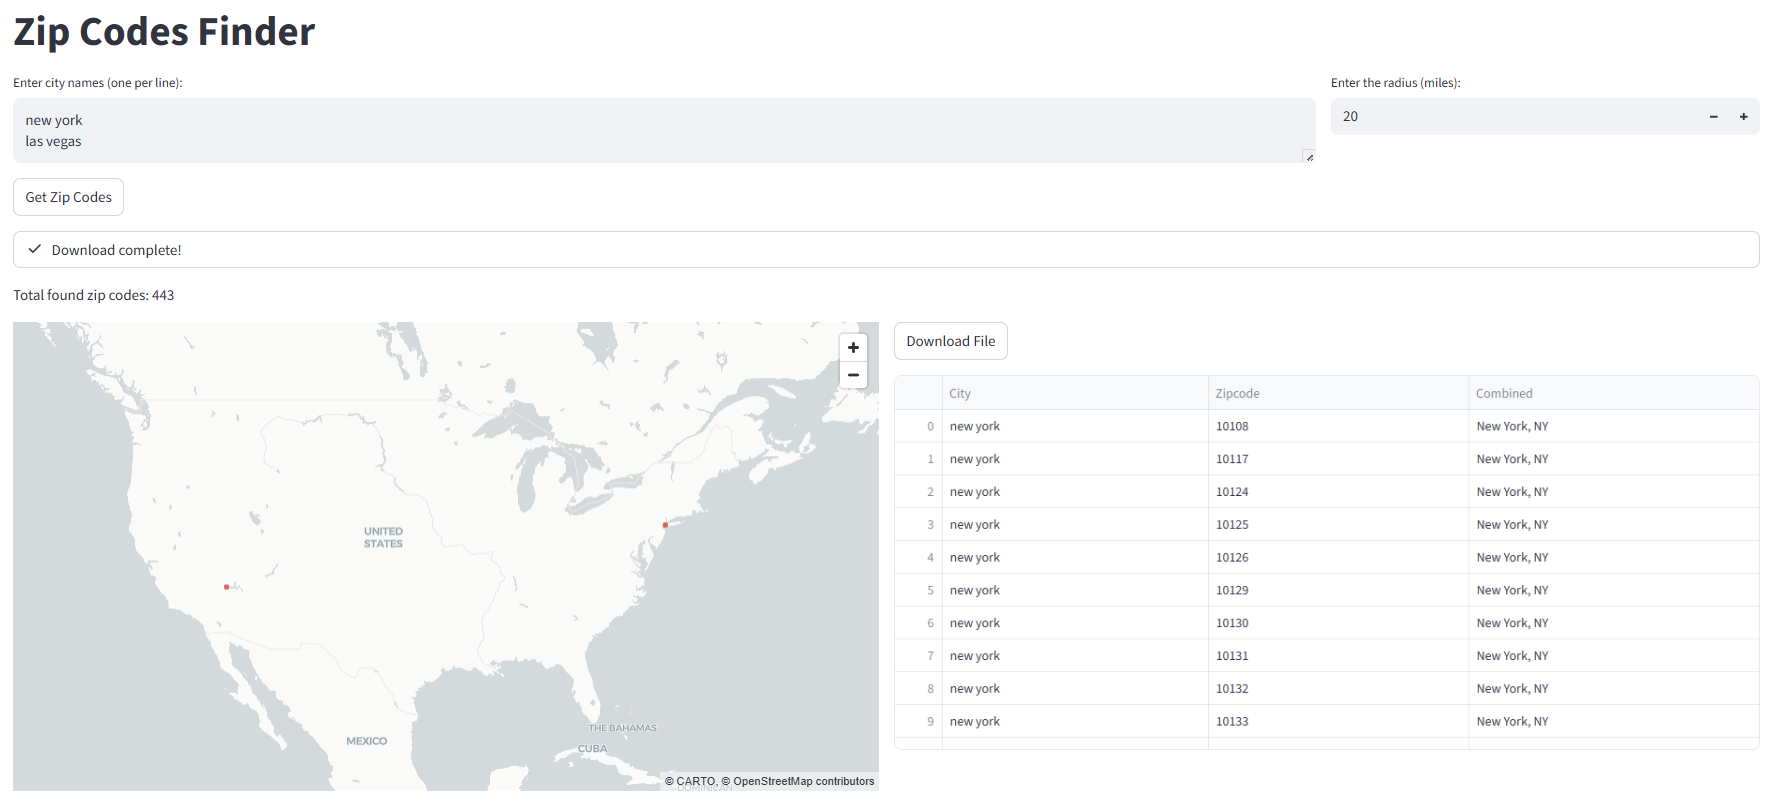 Zip Codes Finder
Enter city names (one per line):
new york
las vegas
Enter the radius (miles):
20
Get Zip Codes
Download complete!
Total found zip codes: 443
UNITED
STATES
MEXICO
THE BAHAMAS
CUBA
DOMINICAN
© CARTO, © OpenStreetMap contributors
Download File
City Zipcode Combined
0 new york 10108 New York, NY
1 new york 10117 New York, NY
2 new york 10124 New York, NY
3 new york 10125 New York, NY
4 new york 10126 New York, NY
5 new york 10129 New York, NY
6 new york 10130 New York, NY
7 new york 10131 New York, NY
8 new york 10132 New York, NY
9 new york 10133 New York, NY